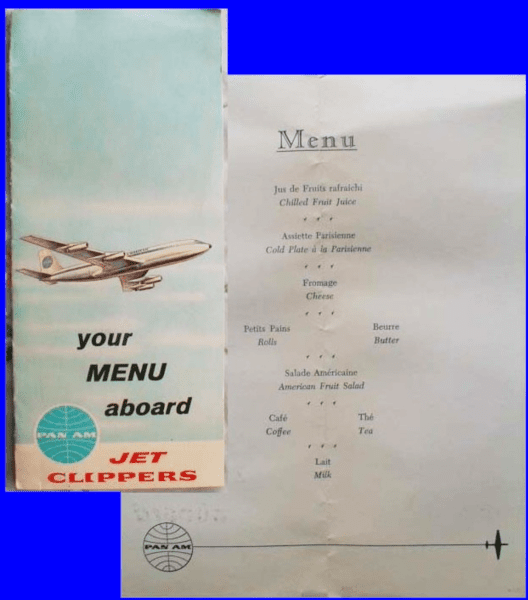 your
MENU
aboard
PAN AM
JET
CLIPPERS
Menu
Jus de Fruits rafraichi
Chilled Fruit Juice
Assiette Parisienne
Cold Plate à la Parisienne
Fromage
Cheese
Petits Pains Beurre
Rolls Butter
Salade Américaine
American Fruit Salad
Café Thé
Coffee Tea
Lait
Milk
PAN AM